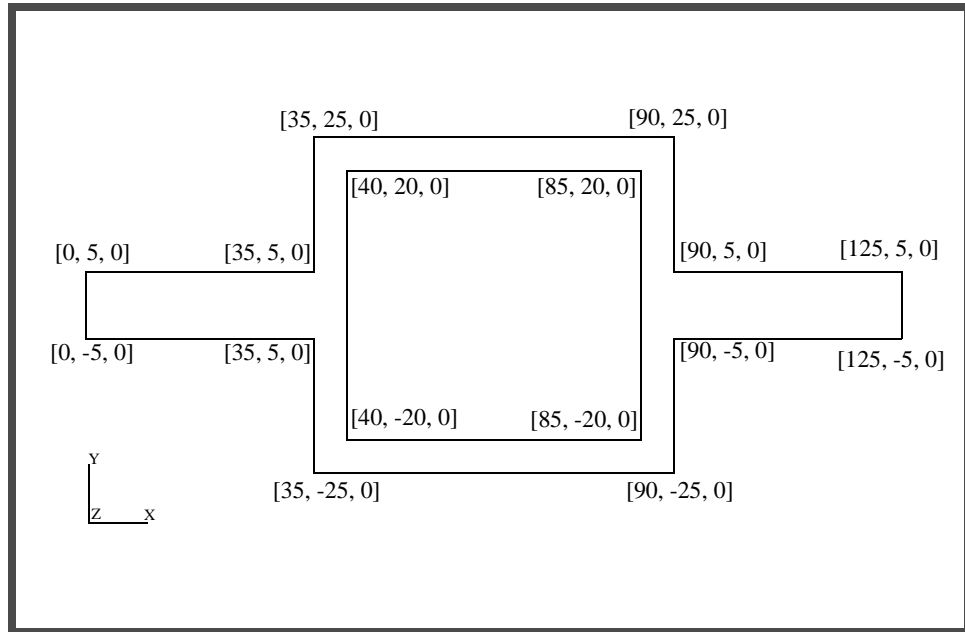 [35, 25, 0]
[90, 25, 0]
[40, 20, 0]
[85, 20, 0]
[0, 5, 0]
[35, 5, 0]
[90, 5, 0]
[125, 5, 0]
[0, -5, 0]
[35, 5, 0]
[90, -5, 0]
[125, -5, 0]
[40, -20, 0]
[85, -20, 0]
[35, -25, 0]
[90, -25, 0]
Y
Z
X